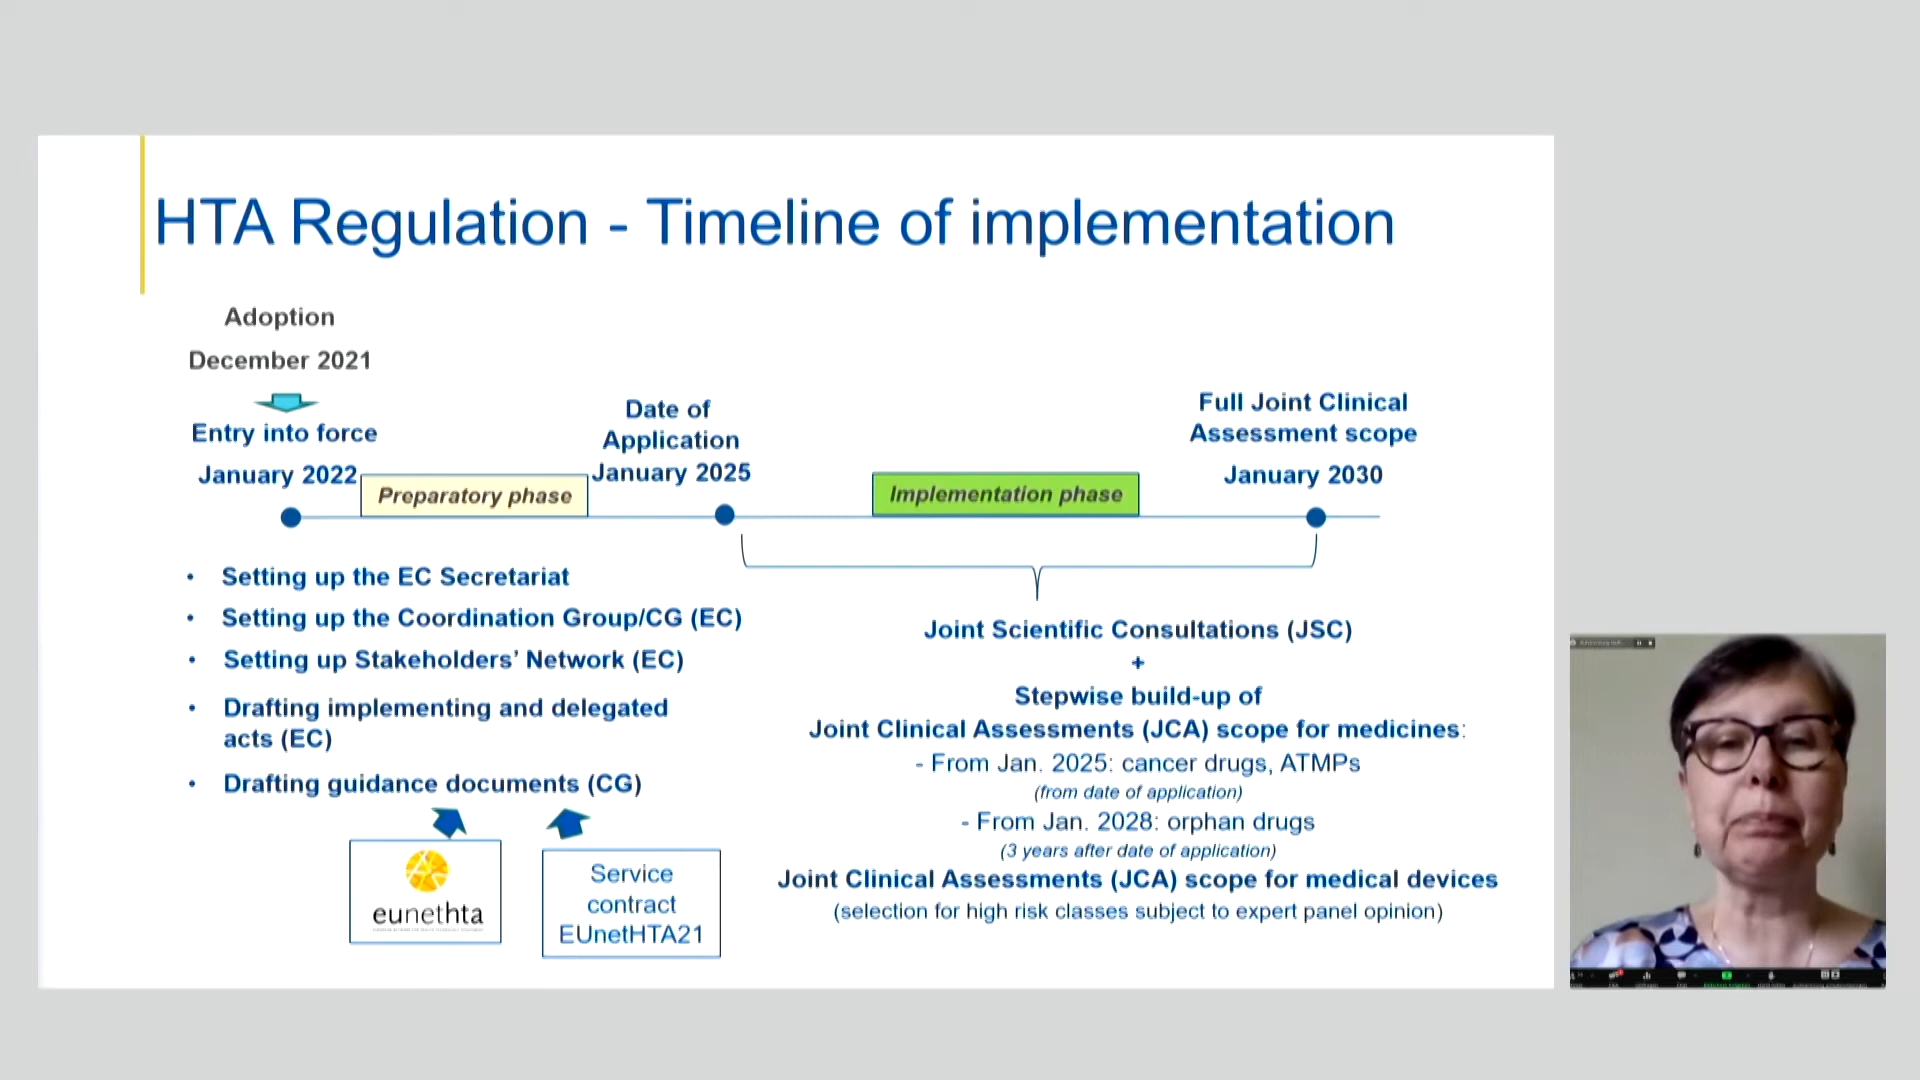 HTA Regulation - Timeline of implementation
Adoption
December 2021
Entry into force
January 2022
Preparatory phase
Date of
Application
January 2025
Implementation phase
Full Joint Clinical
Assessment scope
January 2030
• Setting up the EC Secretariat
• Setting up the Coordination Group/CG (EC)
• Setting up Stakeholders’ Network (EC)
• Drafting implementing and delegated
acts (EC)
• Drafting guidance documents (CG)
eunethta
Service
contract
EUnetHTA21
Joint Scientific Consultations (JSC)
+
Stepwise build-up of
Joint Clinical Assessments (JCA) scope for medicines:
- From Jan. 2025: cancer drugs, ATMPs
(from date of application)
- From Jan. 2028: orphan drugs
(3 years after date of application)
Joint Clinical Assessments (JCA) scope for medical devices
(selection for high risk classes subject to expert panel opinion)